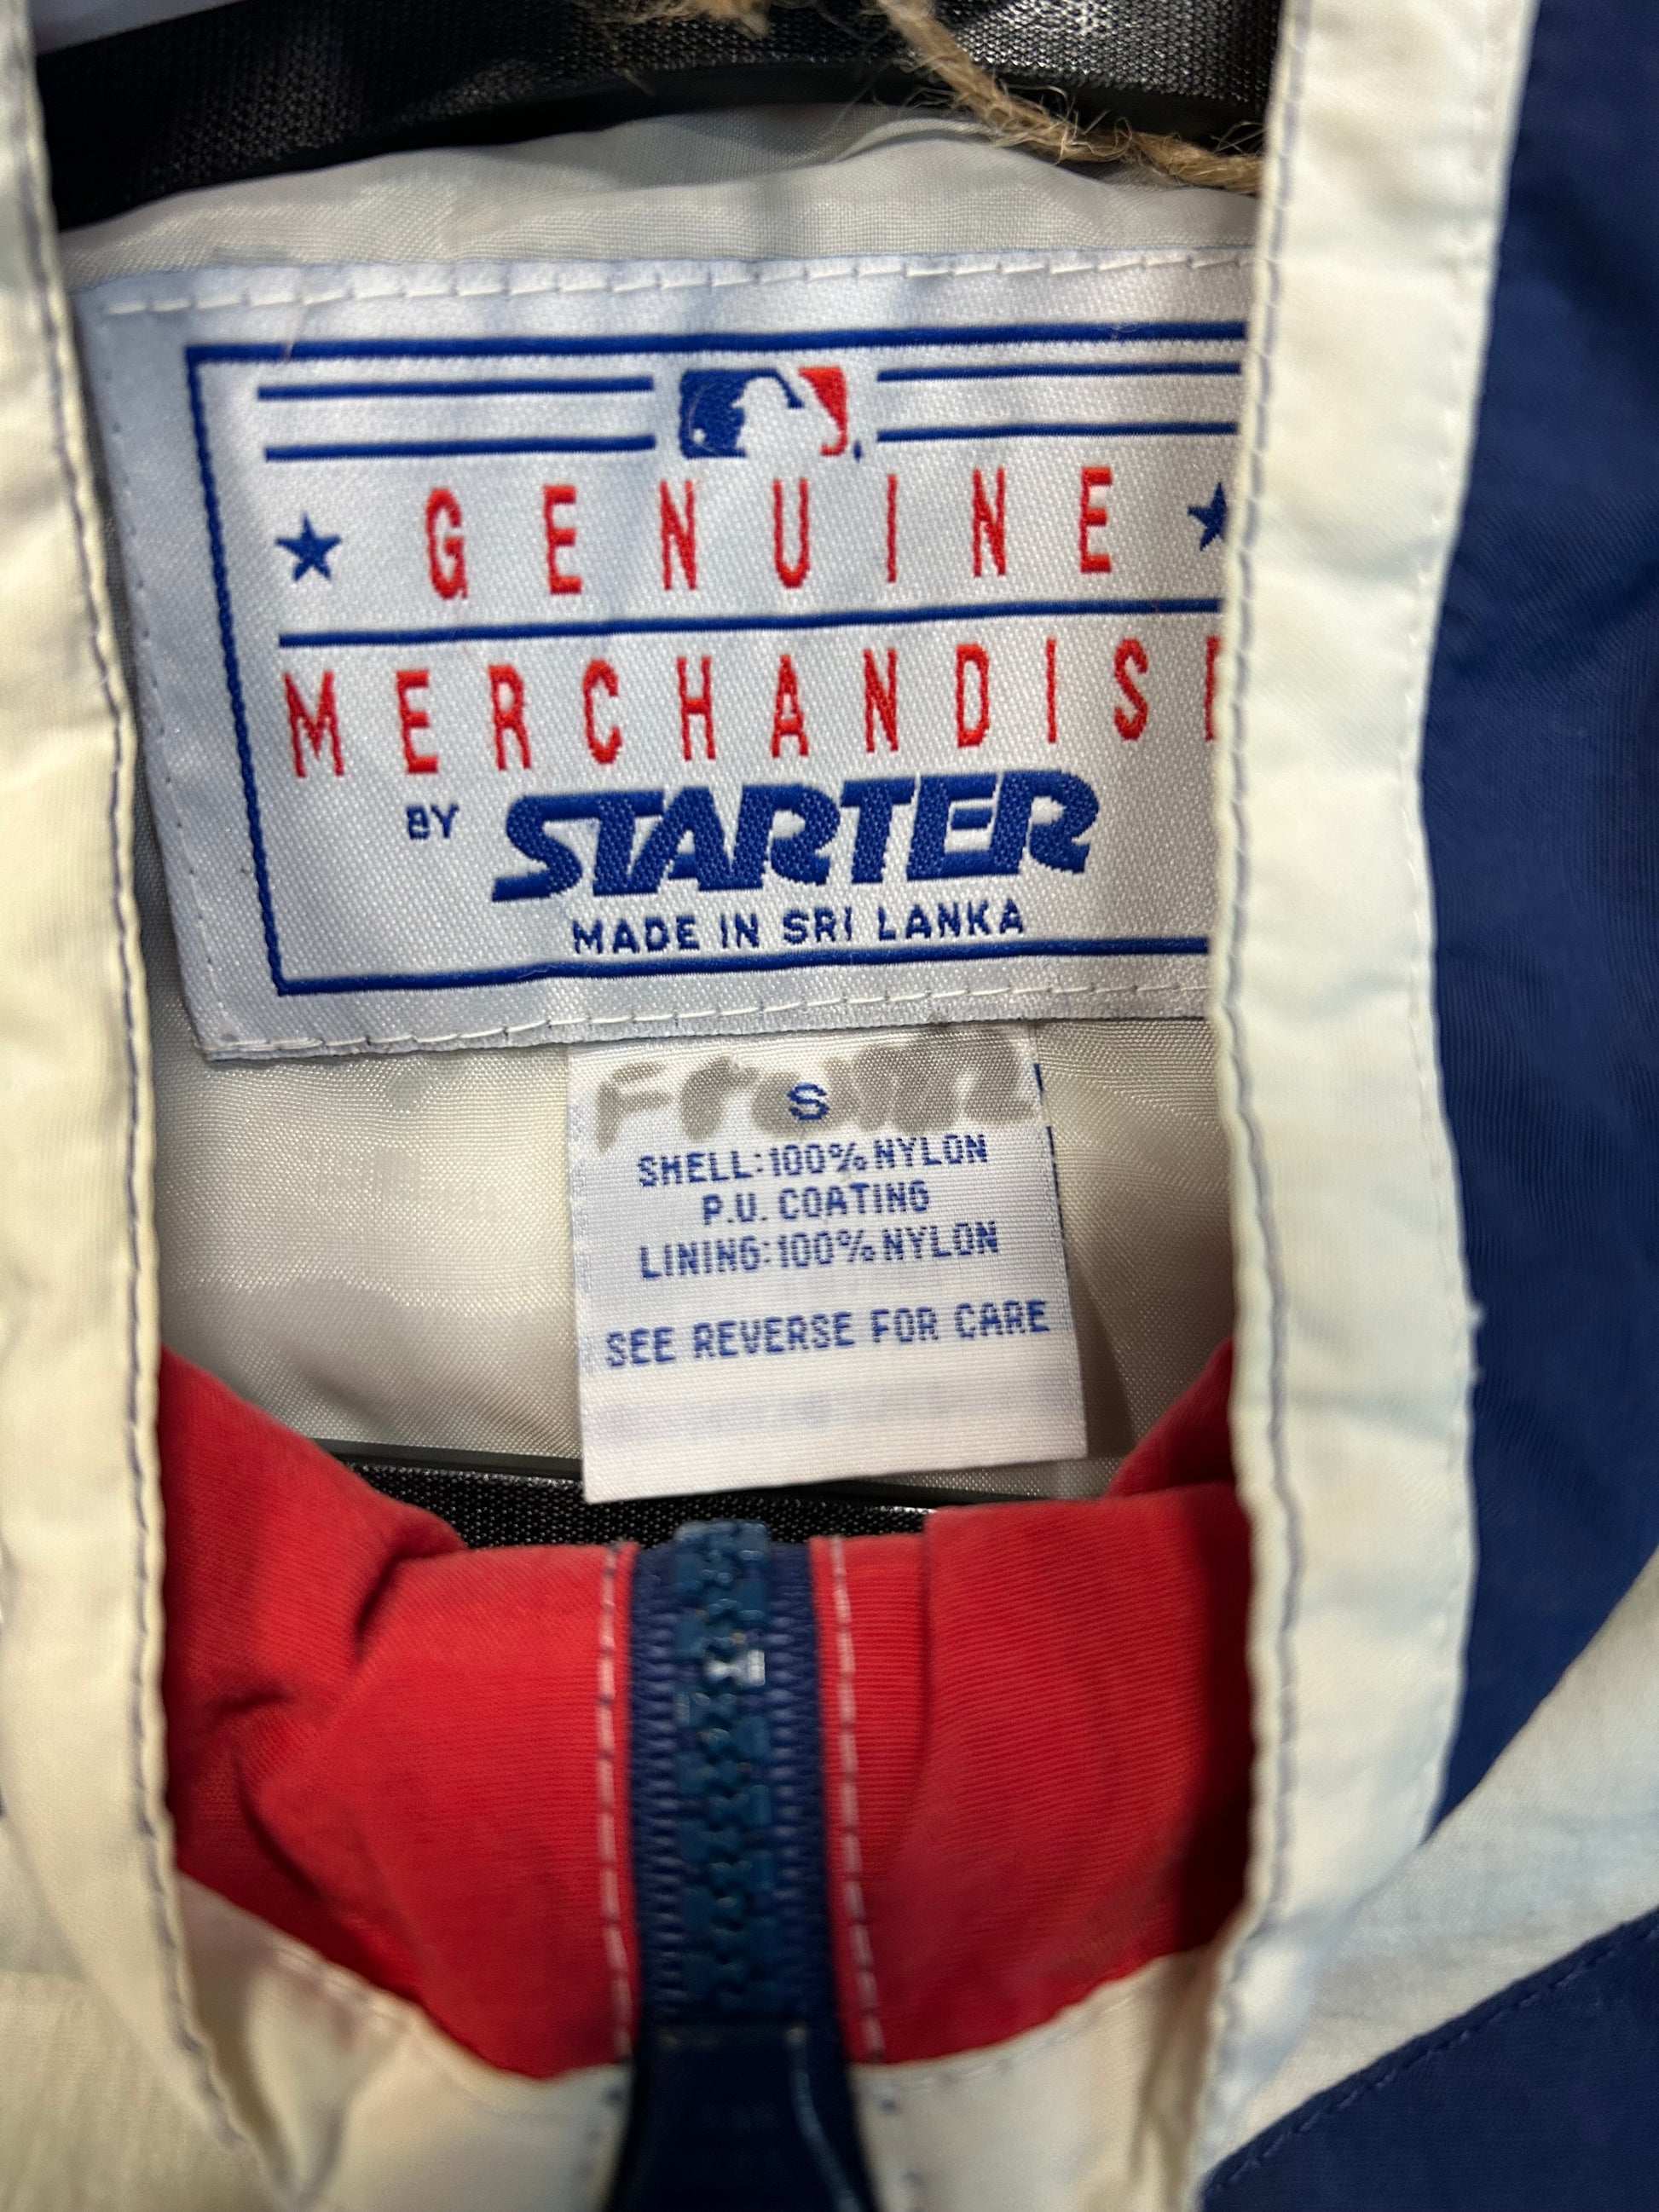 GENUINE
MERCHANDISE
BY STARTER
MADE IN SRI LANKA
S
SHELL:100% NYLON
P.U. COATING
LINING:100% NYLON
SEE REVERSE FOR CARE